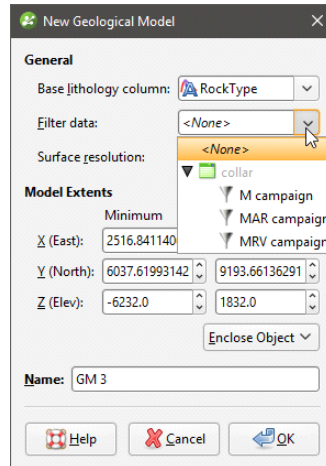 New Geological Model
General
Base lithology column: RockType
Filter data: <None>
<None>
Surface resolution:
collar
M campaign
Model Extents
Minimum
MAR campaign
X (East): 2516.841140
MRV campaign
Y (North): 6037.61993142 9193.66136291
Z (Elev): -6232.0 1832.0
Enclose Object
Name: GM 3
Help Cancel OK